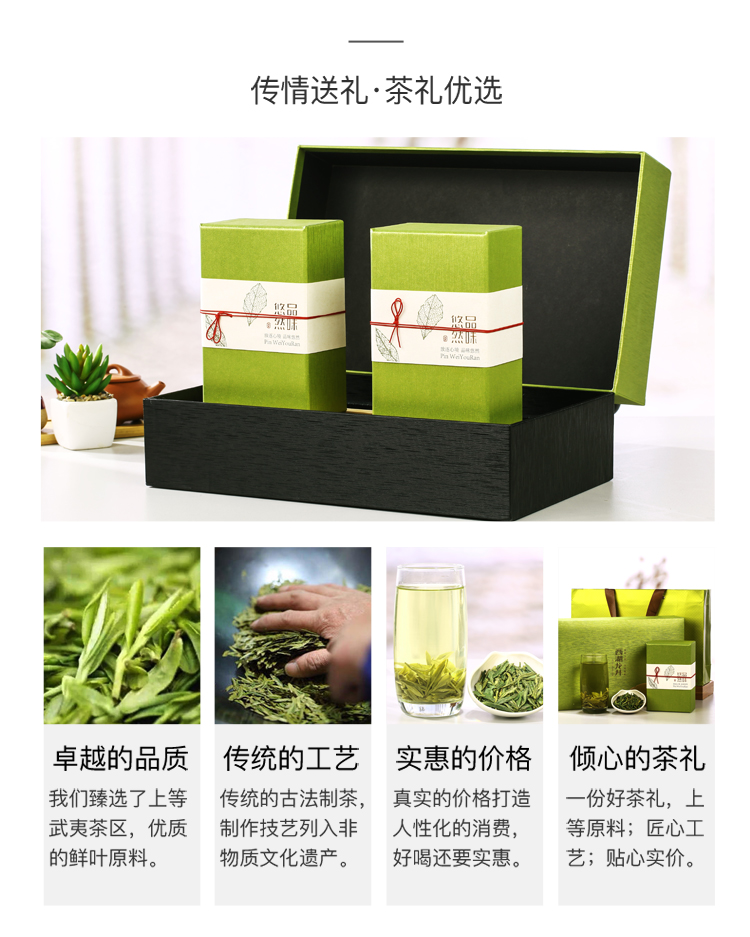 传情送礼·茶礼优选
悠 品
然 味
Pin WeiYouRan
悠 品
然 味
Pin WeiYouRan
卓越的品质
我们臻选了上等
武夷茶区，优质
的鲜叶原料。
传统的工艺
传统的古法制茶，
制作技艺列入非
物质文化遗产。
实惠的价格
真实的价格打造
人性化的消费，
好喝还要实惠。
倾心的茶礼
一份好茶礼，上
等原料；匠心工
艺；贴心实价。